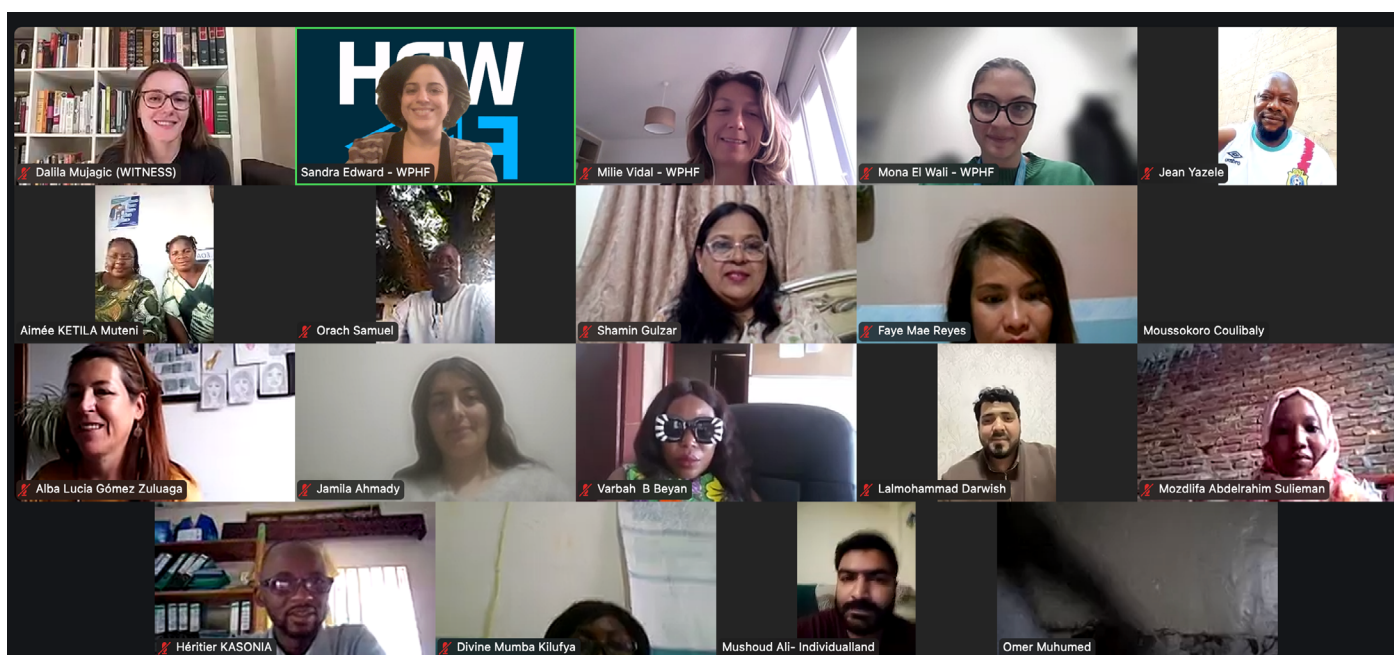 Dalila Mujagic (WITNESS)
Sandra Edward - WPHF
Milie Vidal - WPHF
Mona El Wali - WPHF
Jean Yazele
Aimée KETILA Muteni
Orach Samuel
Shamin Gulzar
Faye Mae Reyes
Moussokoro Coulibaly
Alba Lucia Gómez Zuluaga
Jamila Ahmady
Varbah B Beyan
Lalmohammad Darwish
Mozdlifa Abdelrahim Sulieman
Héritier KASONIA
Divine Mumba Kilufya
Mushoud Ali- Individualland
Omer Muhumed